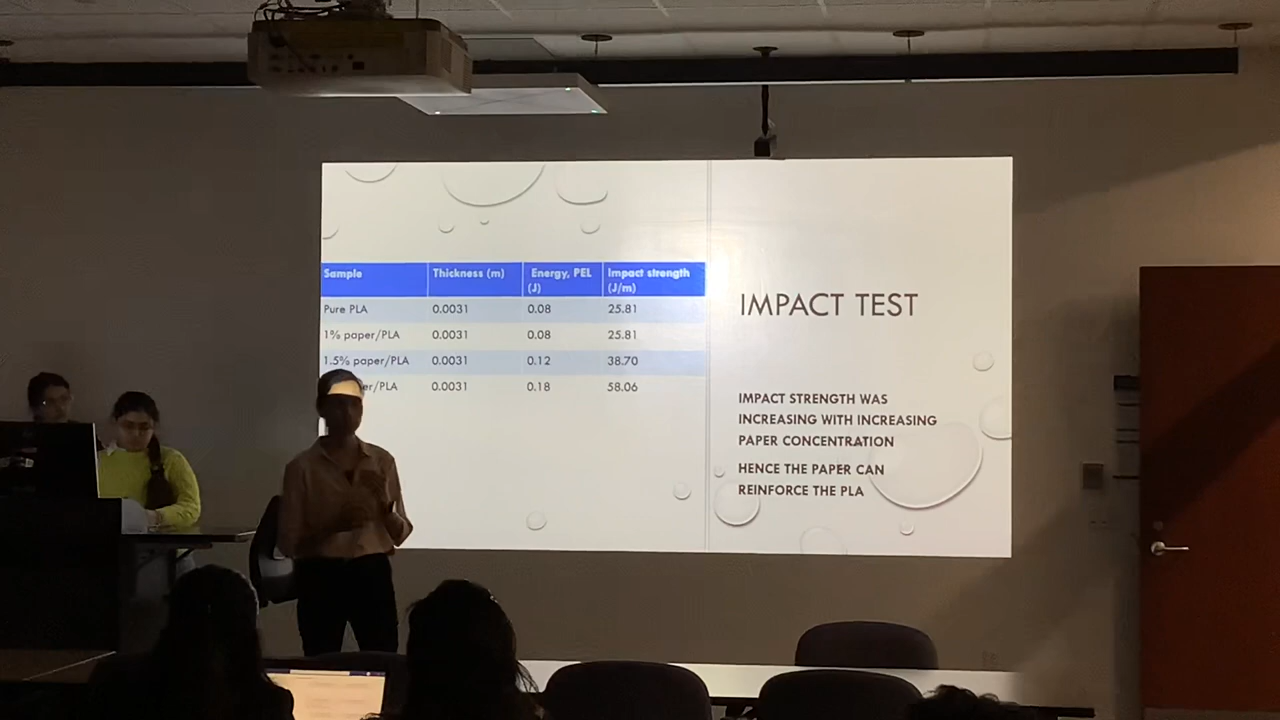 Sample Thickness (m) Energy, PEL (J) Impact strength (J/m)
Pure PLA 0.0031 0.08 25.81
1% paper/PLA 0.0031 0.08 25.81
1.5% paper/PLA 0.0031 0.12 38.70
er/PLA 0.0031 0.18 58.06
IMPACT TEST
IMPACT STRENGTH WAS
INCREASING WITH INCREASING
PAPER CONCENTRATION
HENCE THE PAPER CAN
REINFORCE THE PLA